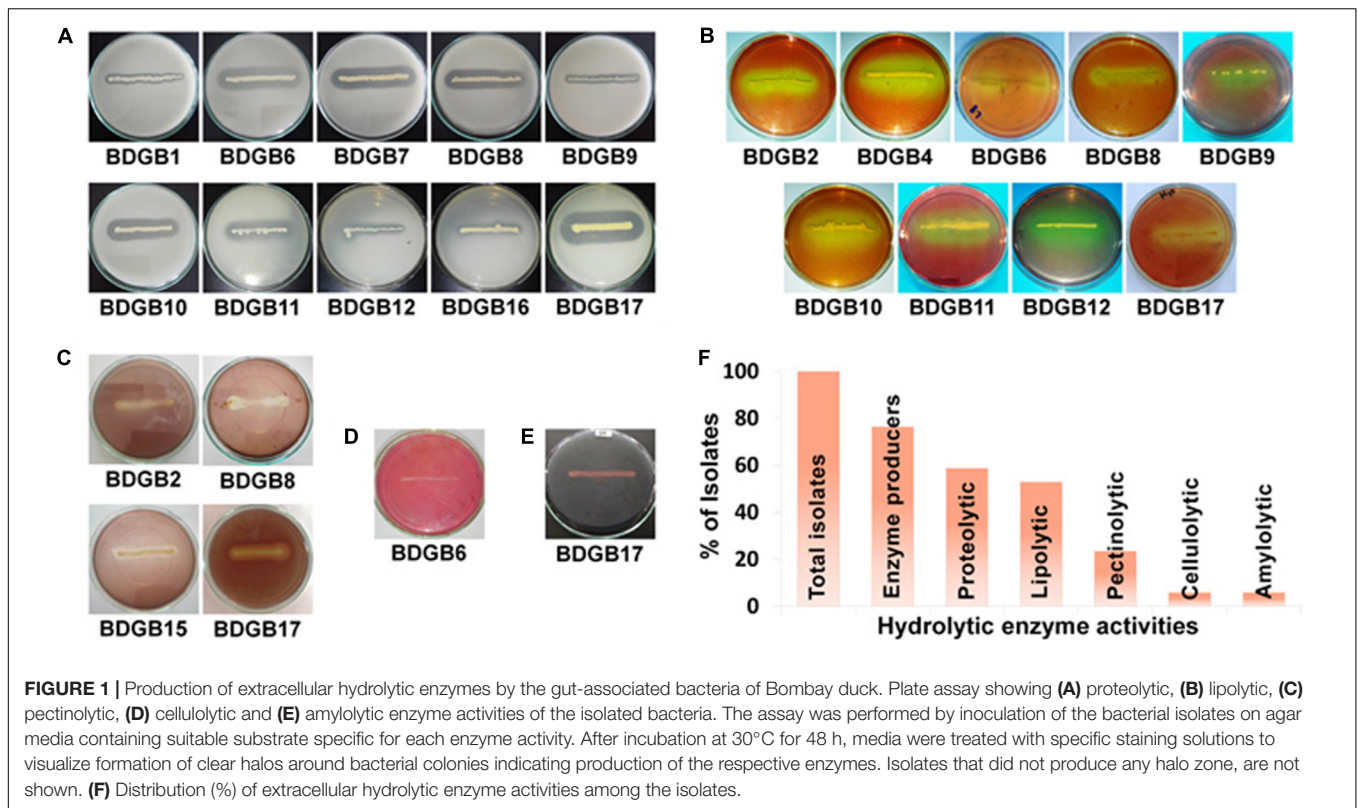 A
BDGB1 BDGB6 BDGB7 BDGB8 BDGB9
BDGB10 BDGB11 BDGB12 BDGB16 BDGB17
B
BDGB2 BDGB4 BDGB6 BDGB8 BDGB9
BDGB10 BDGB11 BDGB12 BDGB17
C
BDGB2 BDGB8
BDGB15 BDGB17
D
BDGB6
E
BDGB17
F
% of Isolates
100
80
60
40
20
0
Total isolates
Enzyme producers
Proteolytic
Lipolytic
Pectinolytic
Cellulolytic
Amylolytic
Hydrolytic enzyme activities
FIGURE 1 | Production of extracellular hydrolytic enzymes by the gut-associated bacteria of Bombay duck. Plate assay showing (A) proteolytic, (B) lipolytic, (C)
pectinolytic, (D) cellulolytic and (E) amylolytic enzyme activities of the isolated bacteria. The assay was performed by inoculation of the bacterial isolates on agar
media containing suitable substrate specific for each enzyme activity. After incubation at 30°C for 48 h, media were treated with specific staining solutions to
visualize formation of clear halos around bacterial colonies indicating production of the respective enzymes. Isolates that did not produce any halo zone, are not
shown. (F) Distribution (%) of extracellular hydrolytic enzyme activities among the isolates.